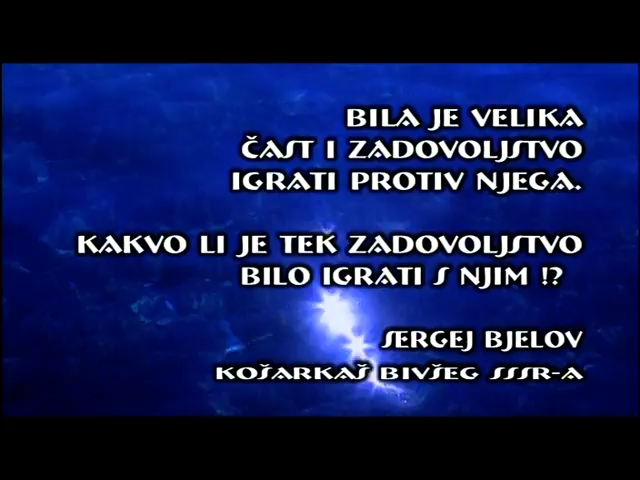 BILA JE VELIKA
ČAST I ZADOVOLJSTVO
IGRATI PROTIV NJEGA.
KAKVO LI JE TEK ZADOVOLJSTVO
BILO IGRATI S NJIM !?
SERGEJ BJELOV
KOŠARKAŠ BIVŠEG SSSR-A